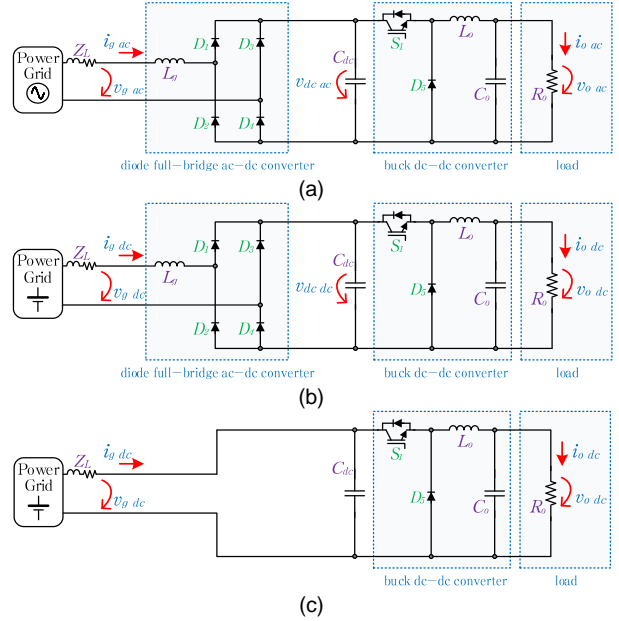 Power Grid
Z_L
i_g ac
v_g ac
L_g
D_1
D_3
D_2
D_4
C_dc
v_dc ac
S_1
D_5
L_o
C_o
R_o
i_o ac
v_o ac
diode full-bridge ac-dc converter
buck dc-dc converter
load
(a)
Power Grid
Z_L
i_g dc
v_g dc
L_g
D_1
D_3
D_2
D_4
C_dc
v_dc dc
S_1
D_5
L_o
C_o
R_o
i_o dc
v_o dc
diode full-bridge ac-dc converter
buck dc-dc converter
load
(b)
Power Grid
Z_L
i_g dc
v_g dc
C_dc
S_1
D_5
L_o
C_o
R_o
i_o dc
v_o dc
buck dc-dc converter
load
(c)